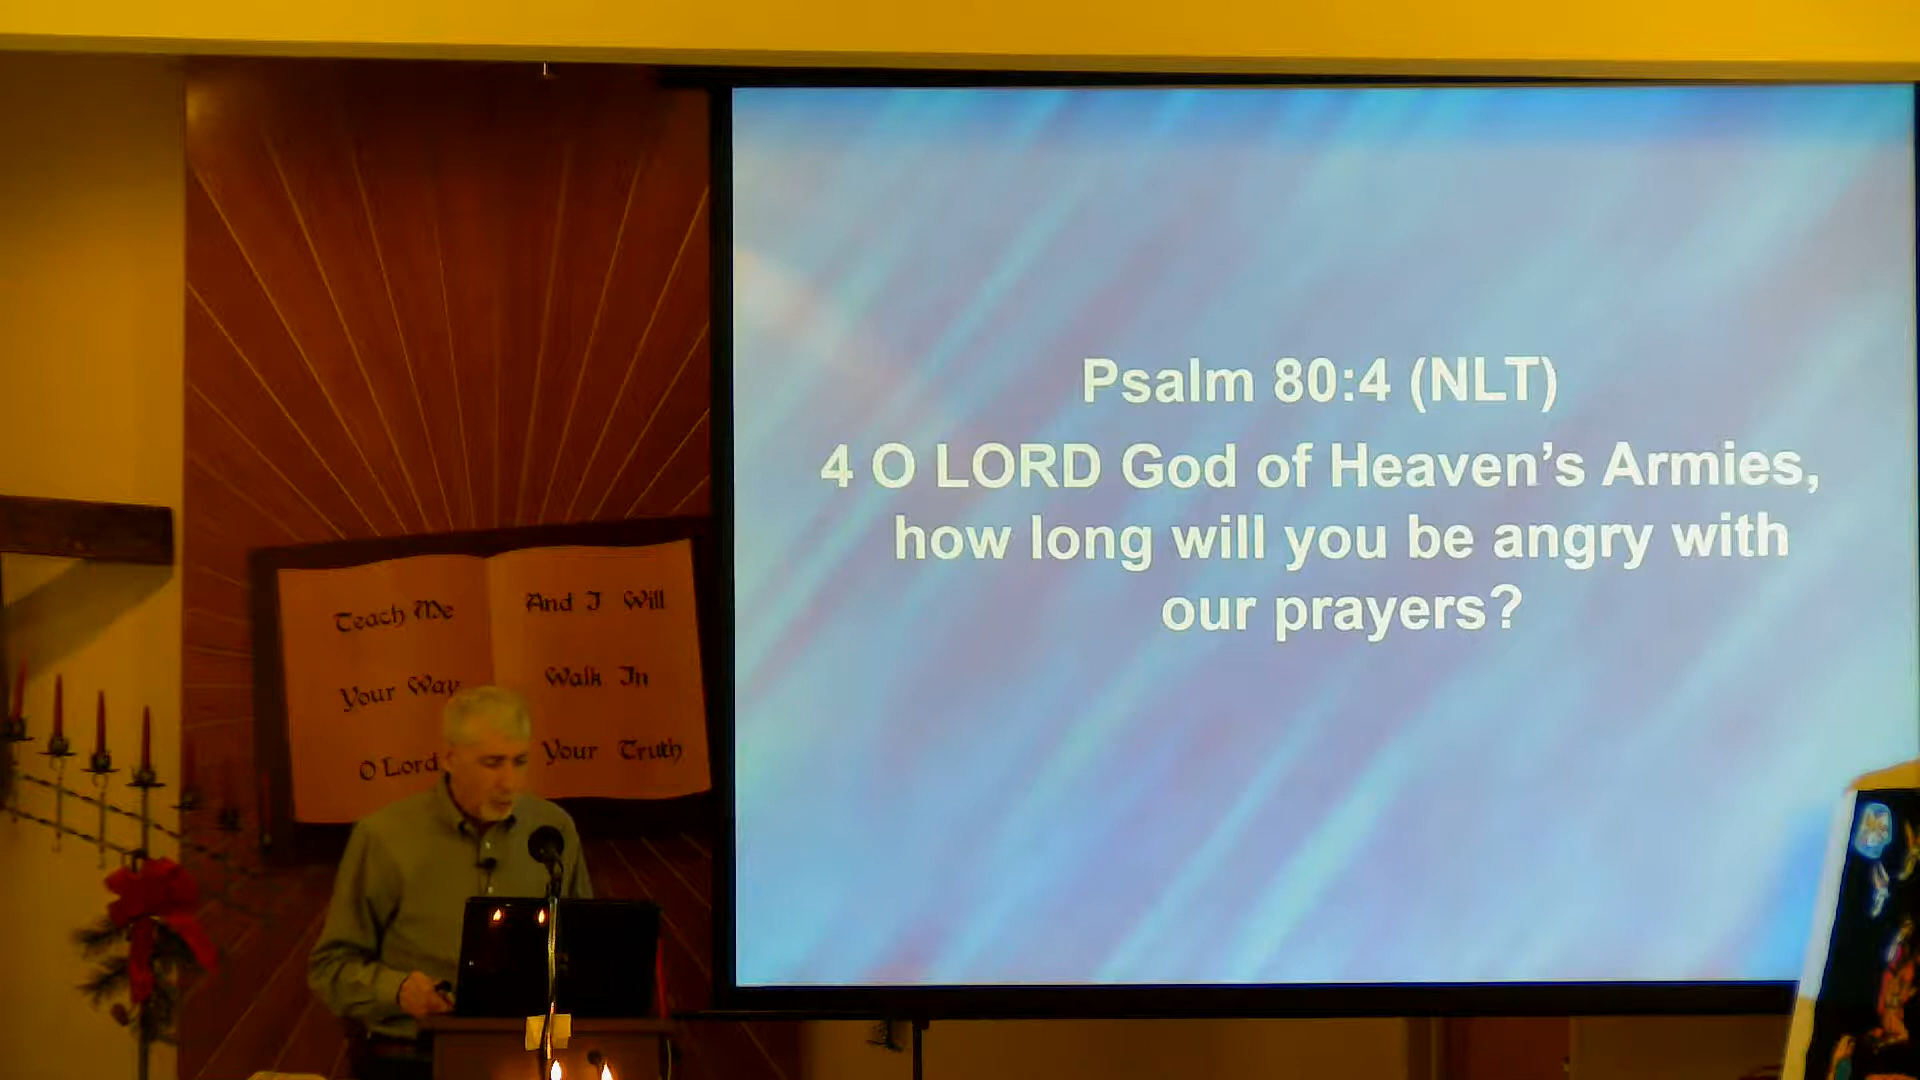 Psalm 80:4 (NLT)
4 O LORD God of Heaven’s Armies,
how long will you be angry with
our prayers?
Teach Me
Your Way
O Lord
And I Will
Walk In
Your Truth